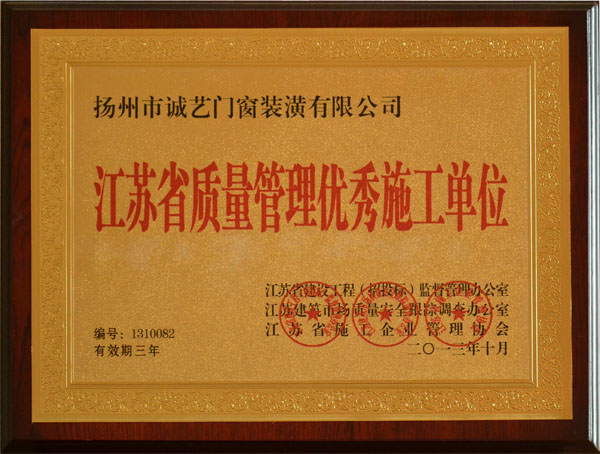 扬州市诚艺门窗装潢有限公司
江苏省质量管理优秀施工单位
江苏省建设工程（招投标）监督管理办公室
江苏建筑市场质量安全跟踪调查办公室
江苏省施工企业管理协会
二〇一三年十月
编号：1310082
有效期三年